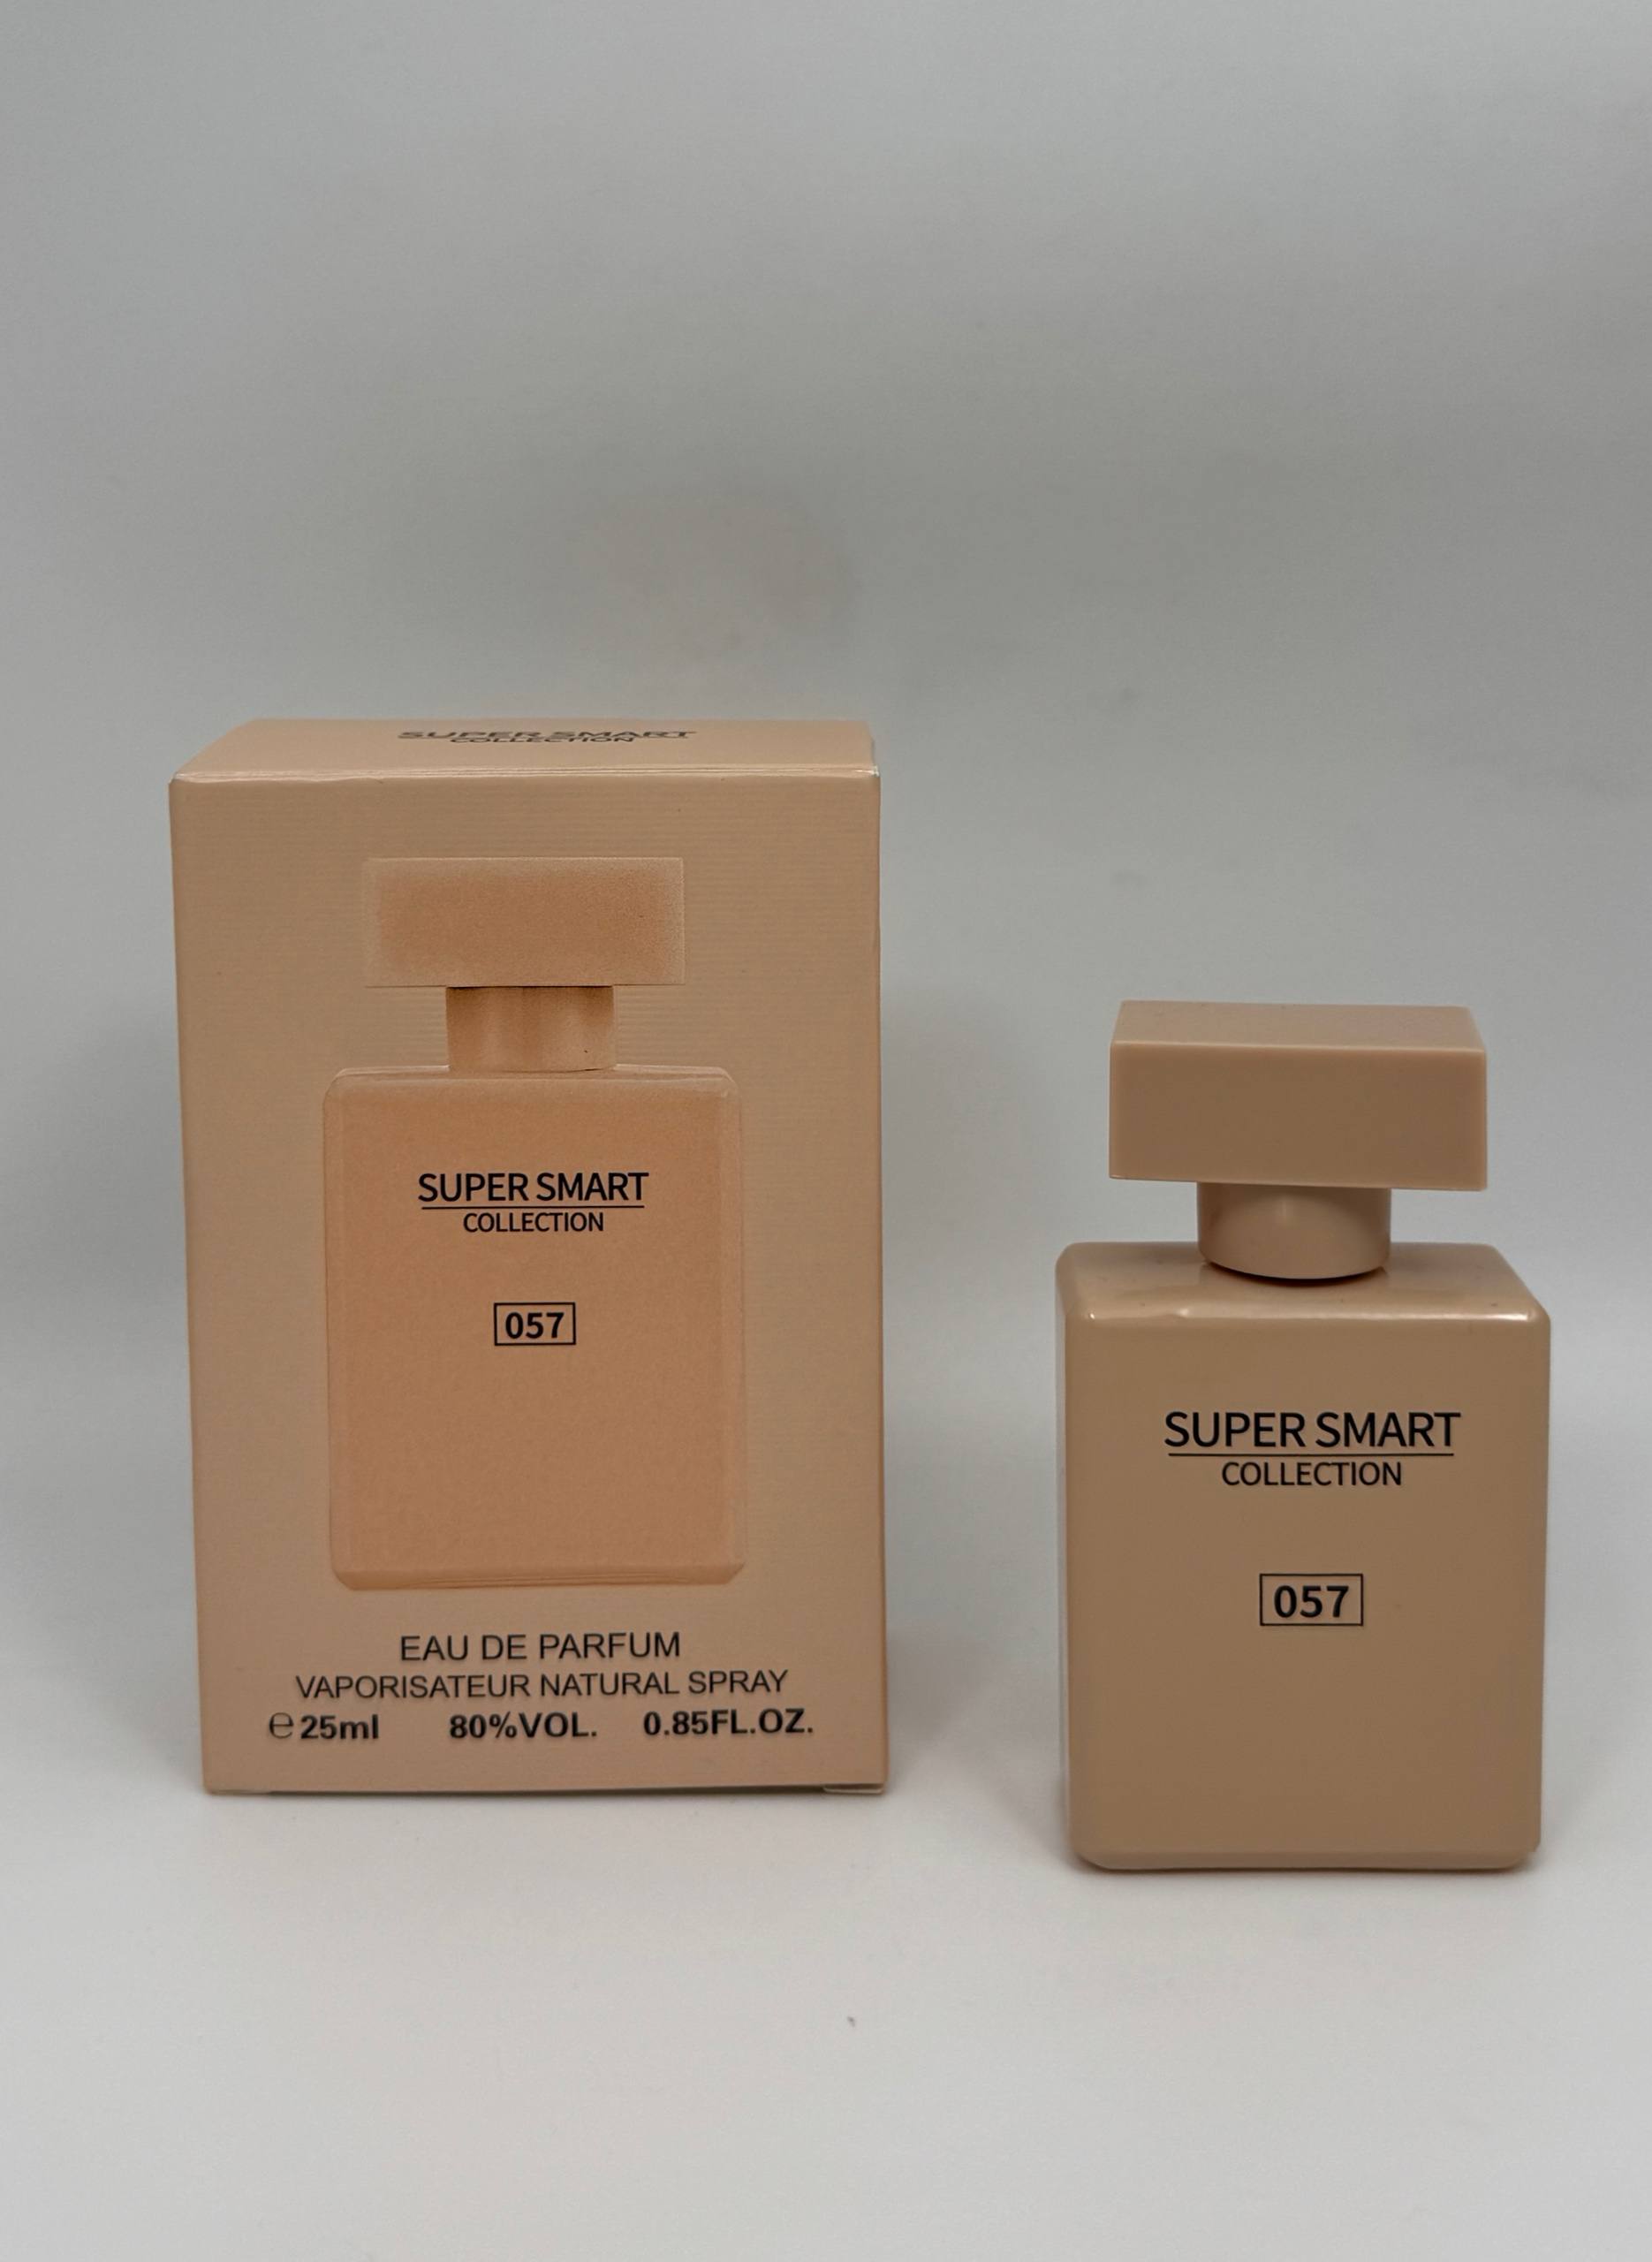 SUPER SMART
COLLECTION
SUPER SMART
COLLECTION
057
EAU DE PARFUM
VAPORISATEUR NATURAL SPRAY
℮25ml 80%VOL. 0.85FL.OZ.
SUPER SMART
COLLECTION
057